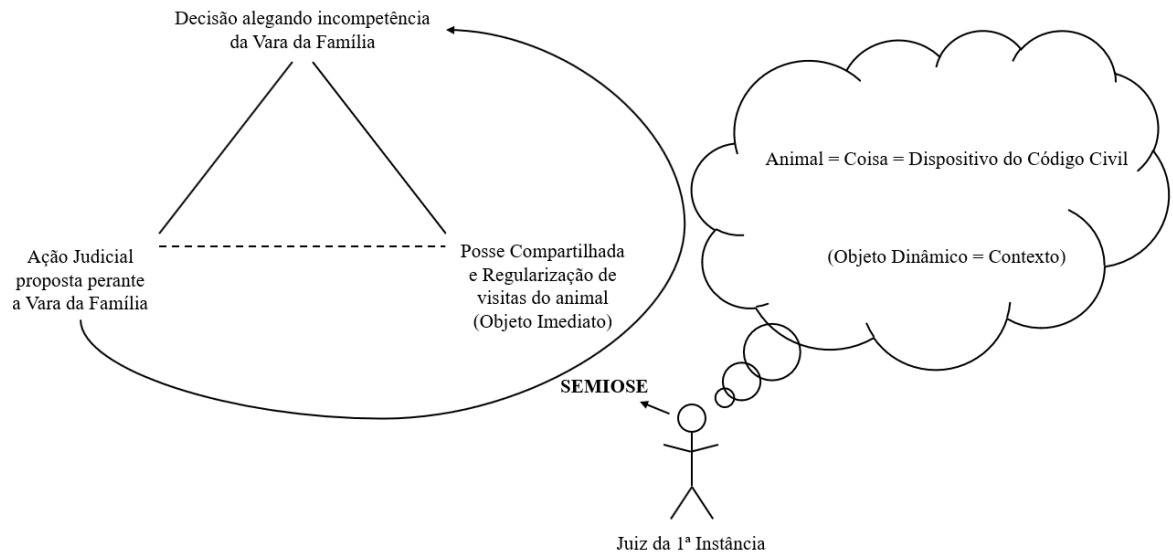 Decisão alegando incompetência
da Vara da Família
Animal = Coisa = Dispositivo do Código Civil
(Objeto Dinâmico = Contexto)
Ação Judicial
proposta perante
a Vara da Família
Posse Compartilhada
e Regularização de
visitas do animal
(Objeto Imediato)
SEMIOSE
Juiz da 1ª Instância